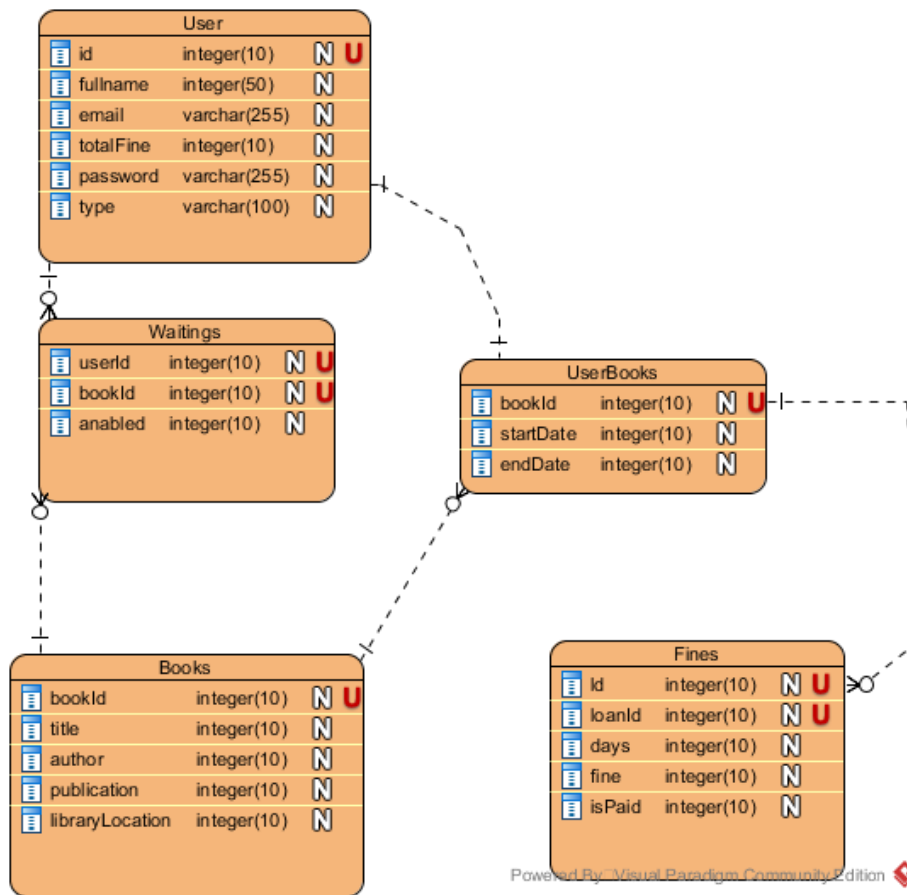 User
id integer(10) N U
fullname integer(50) N
email varchar(255) N
totalFine integer(10) N
password varchar(255) N
type varchar(100) N
Waitings
userId integer(10) N U
bookId integer(10) N U
anabled integer(10) N
UserBooks
bookId integer(10) N U
startDate integer(10) N
endDate integer(10) N
Books
bookId integer(10) N U
title integer(10) N
author integer(10) N
publication integer(10) N
libraryLocation integer(10) N
Fines
Id integer(10) N U
loanId integer(10) N U
days integer(10) N
fine integer(10) N
isPaid integer(10) N
Powered By Visual Paradigm Community Edition